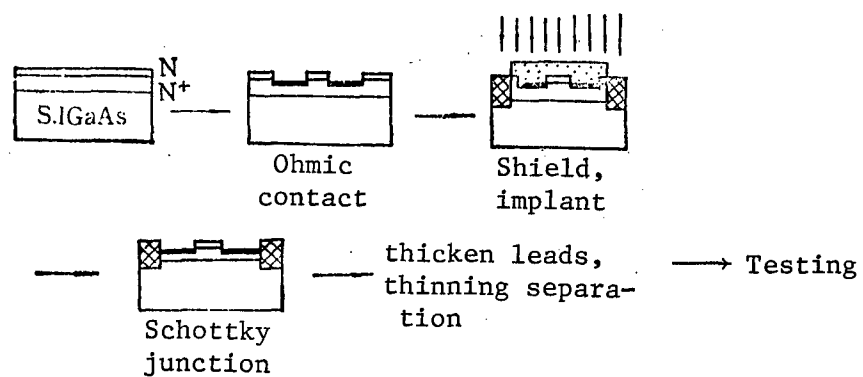 N
N+
S.IGaAs
Ohmic
contact
Shield,
implant
Schottky
junction
thicken leads,
thinning separa-
tion
Testing